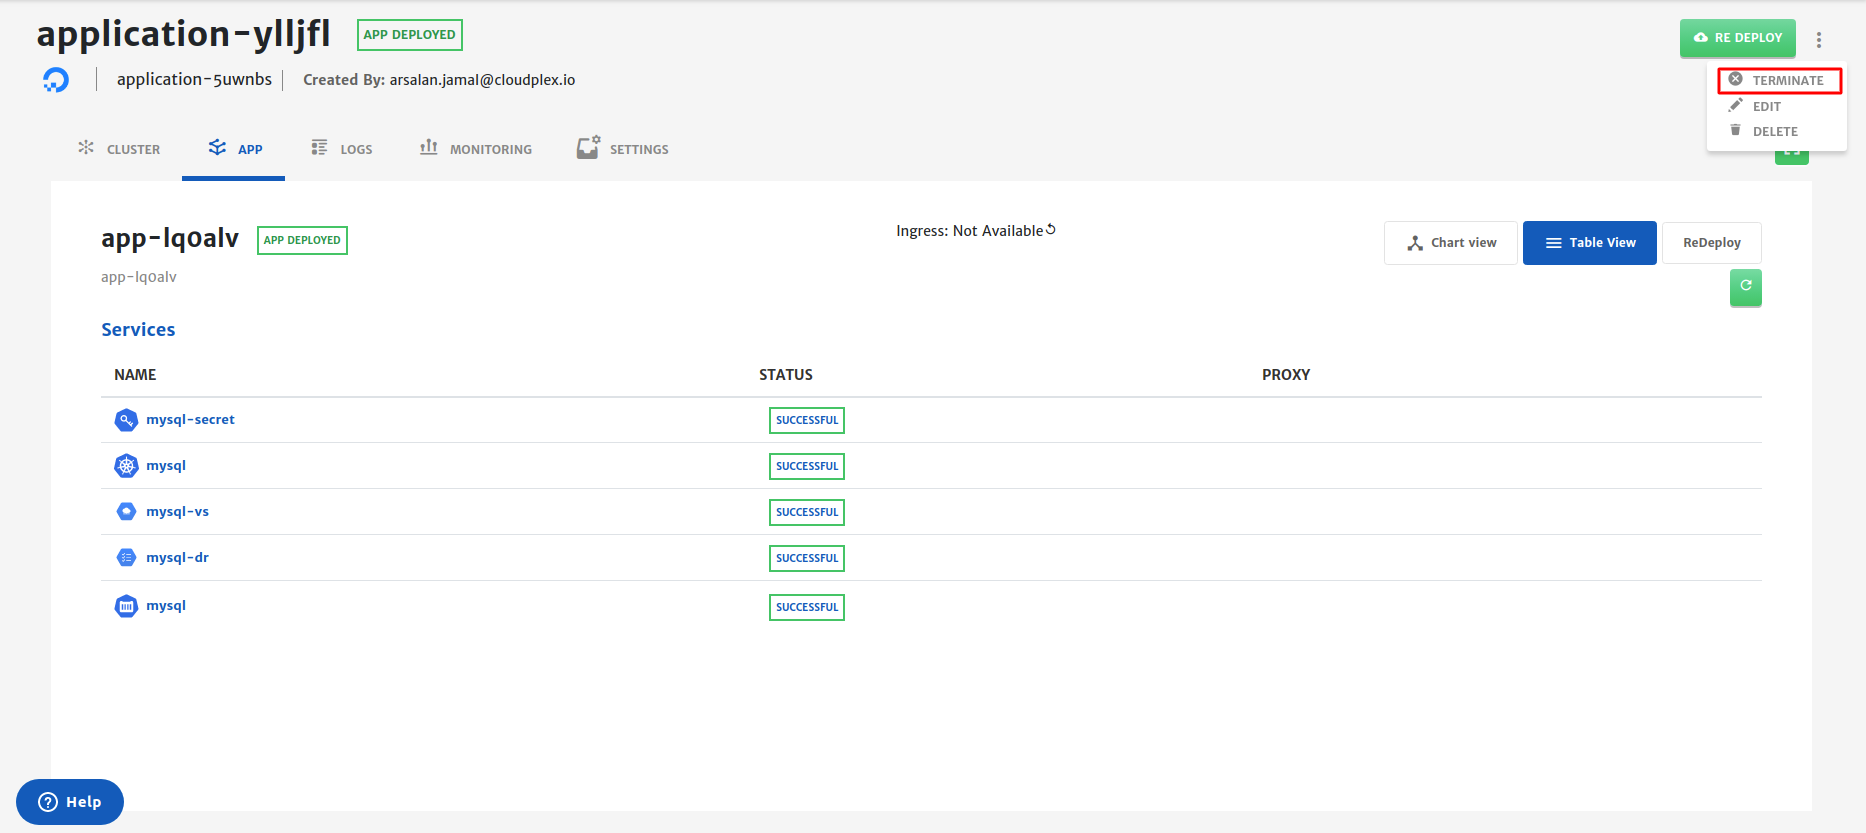 application-ylljfl APP DEPLOYED
RE DEPLOY
application-5uwnbs Created By: arsalan.jamal@cloudplex.io
TERMINATE
EDIT
DELETE
CLUSTER APP LOGS MONITORING SETTINGS
app-lq0alv APP DEPLOYED
Ingress: Not Available
Chart view Table View ReDeploy
app-lq0alv
Services
NAME STATUS PROXY
mysql-secret SUCCESSFUL
mysql SUCCESSFUL
mysql-vs SUCCESSFUL
mysql-dr SUCCESSFUL
mysql SUCCESSFUL
Help